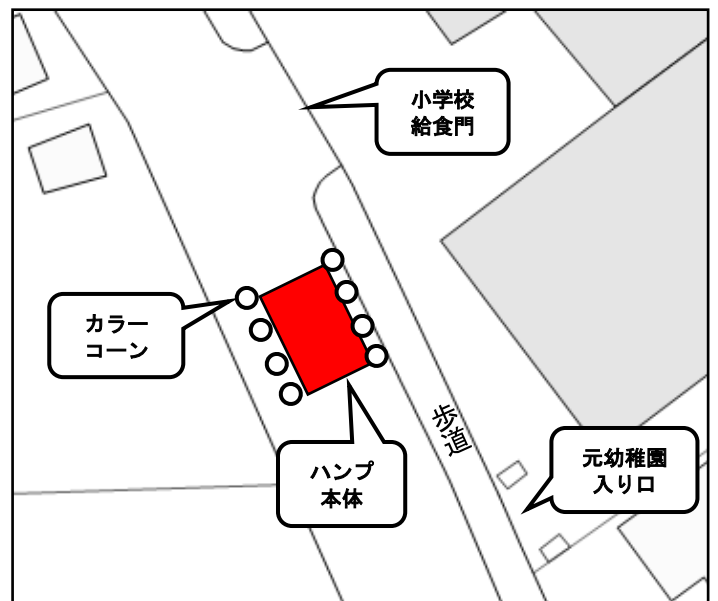 小学校
給食門
カラー
コーン
歩道
ハンプ
本体
元幼稚園
入り口